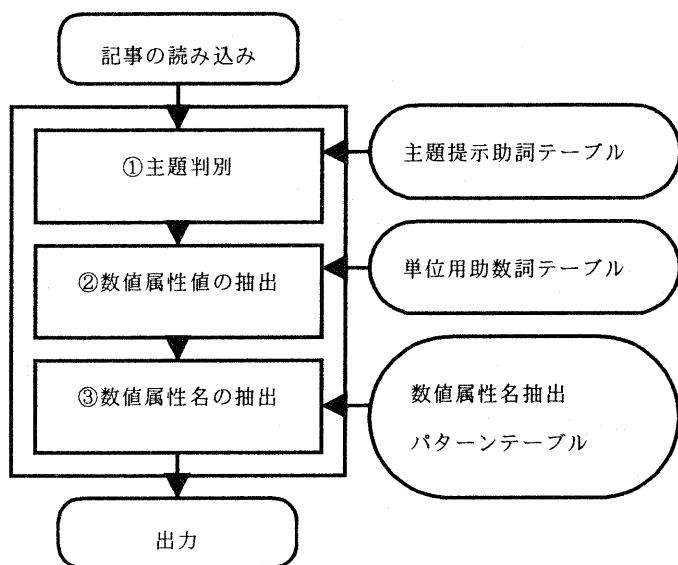 記事の読み込み
①主題判別
主題提示助詞テーブル
②数値属性値の抽出
単位用助数詞テーブル
③数値属性名の抽出
数値属性名抽出
パターンテーブル
出力